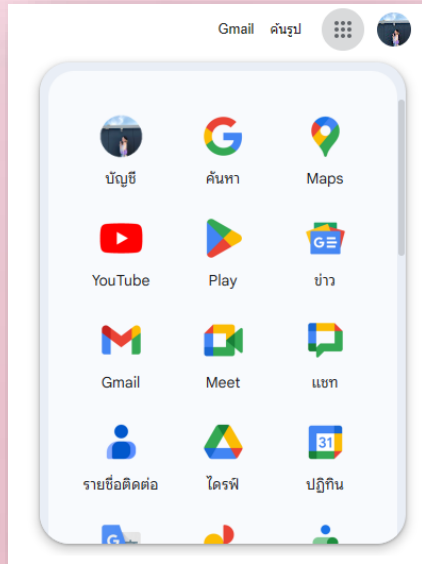 Gmail ค้นรูป
บัญชี ค้นหา Maps
YouTube Play ข่าว
Gmail Meet แชท
31
รายชื่อติดต่อ ไดรฟ์ ปฏิทิน